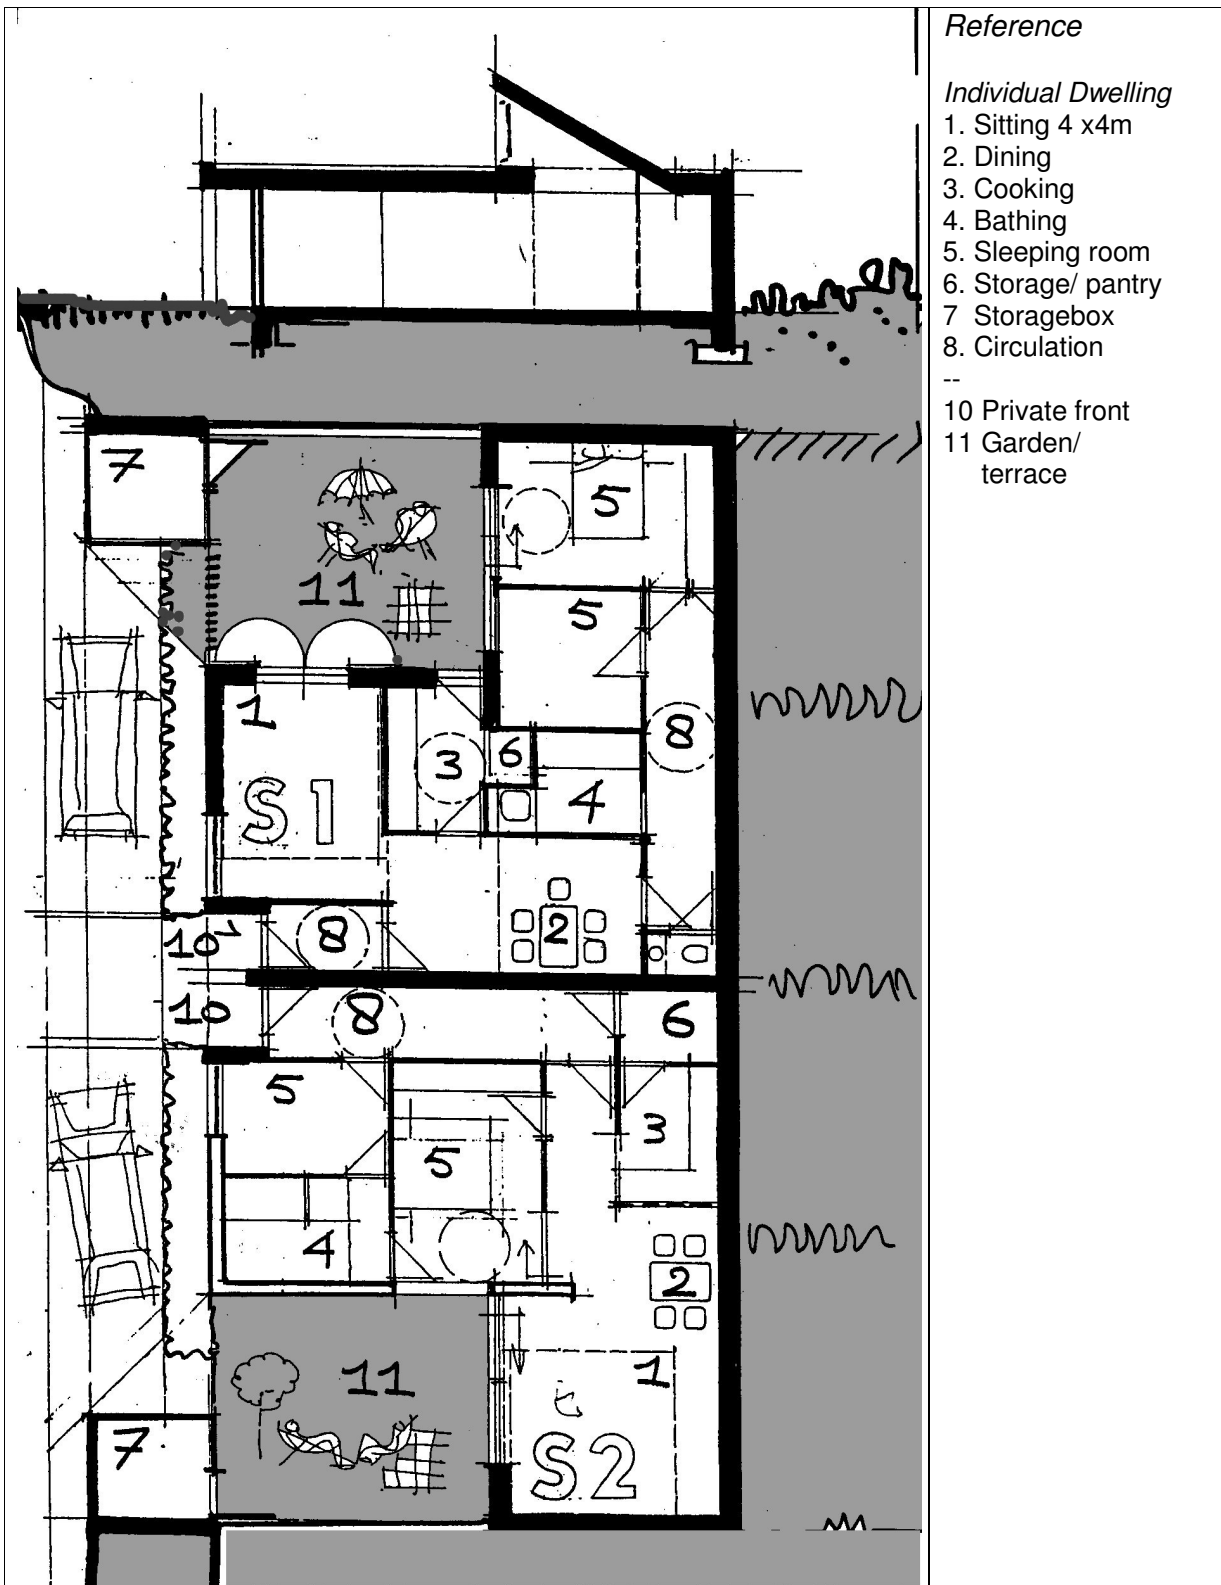 Reference
Individual Dwelling
1. Sitting 4 x4m
2. Dining
3. Cooking
4. Bathing
5. Sleeping room
6. Storage/ pantry
7 Storagebox
8. Circulation
--
10 Private front
11 Garden/
terrace
7
5
11
5
1
8
3
6
S1
4
2
10'
8
10
8
6
5
3
5
4
2
11
1
7
S2